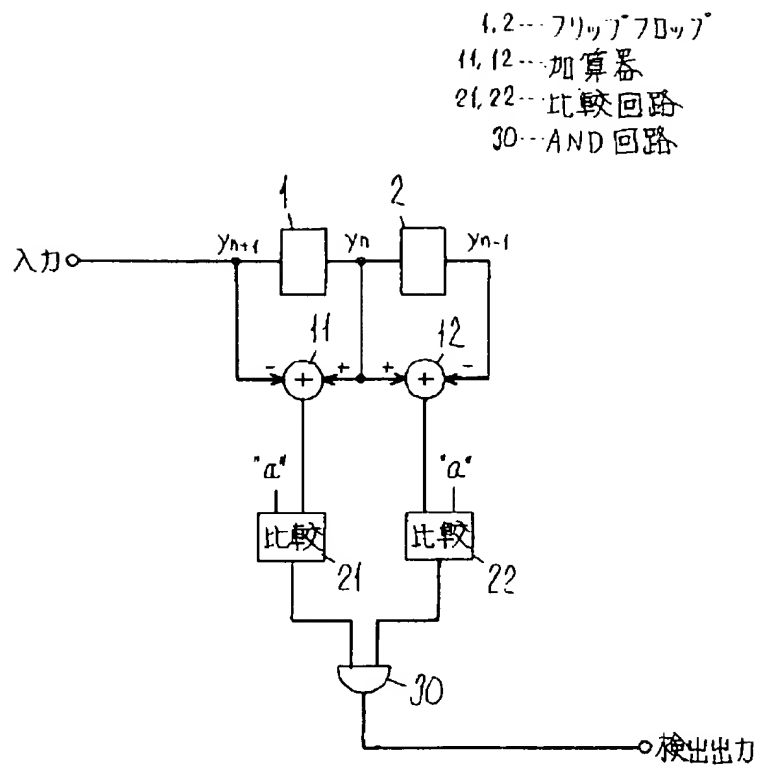 1,2…フリップフロップ
11,12…加算器
21,22…比較回路
30…AND回路
1
2
入力
yn+1
yn
yn-1
11
12
-
+
+
+
+
-
"a"
"a"
比較
21
比較
22
30
検出出力